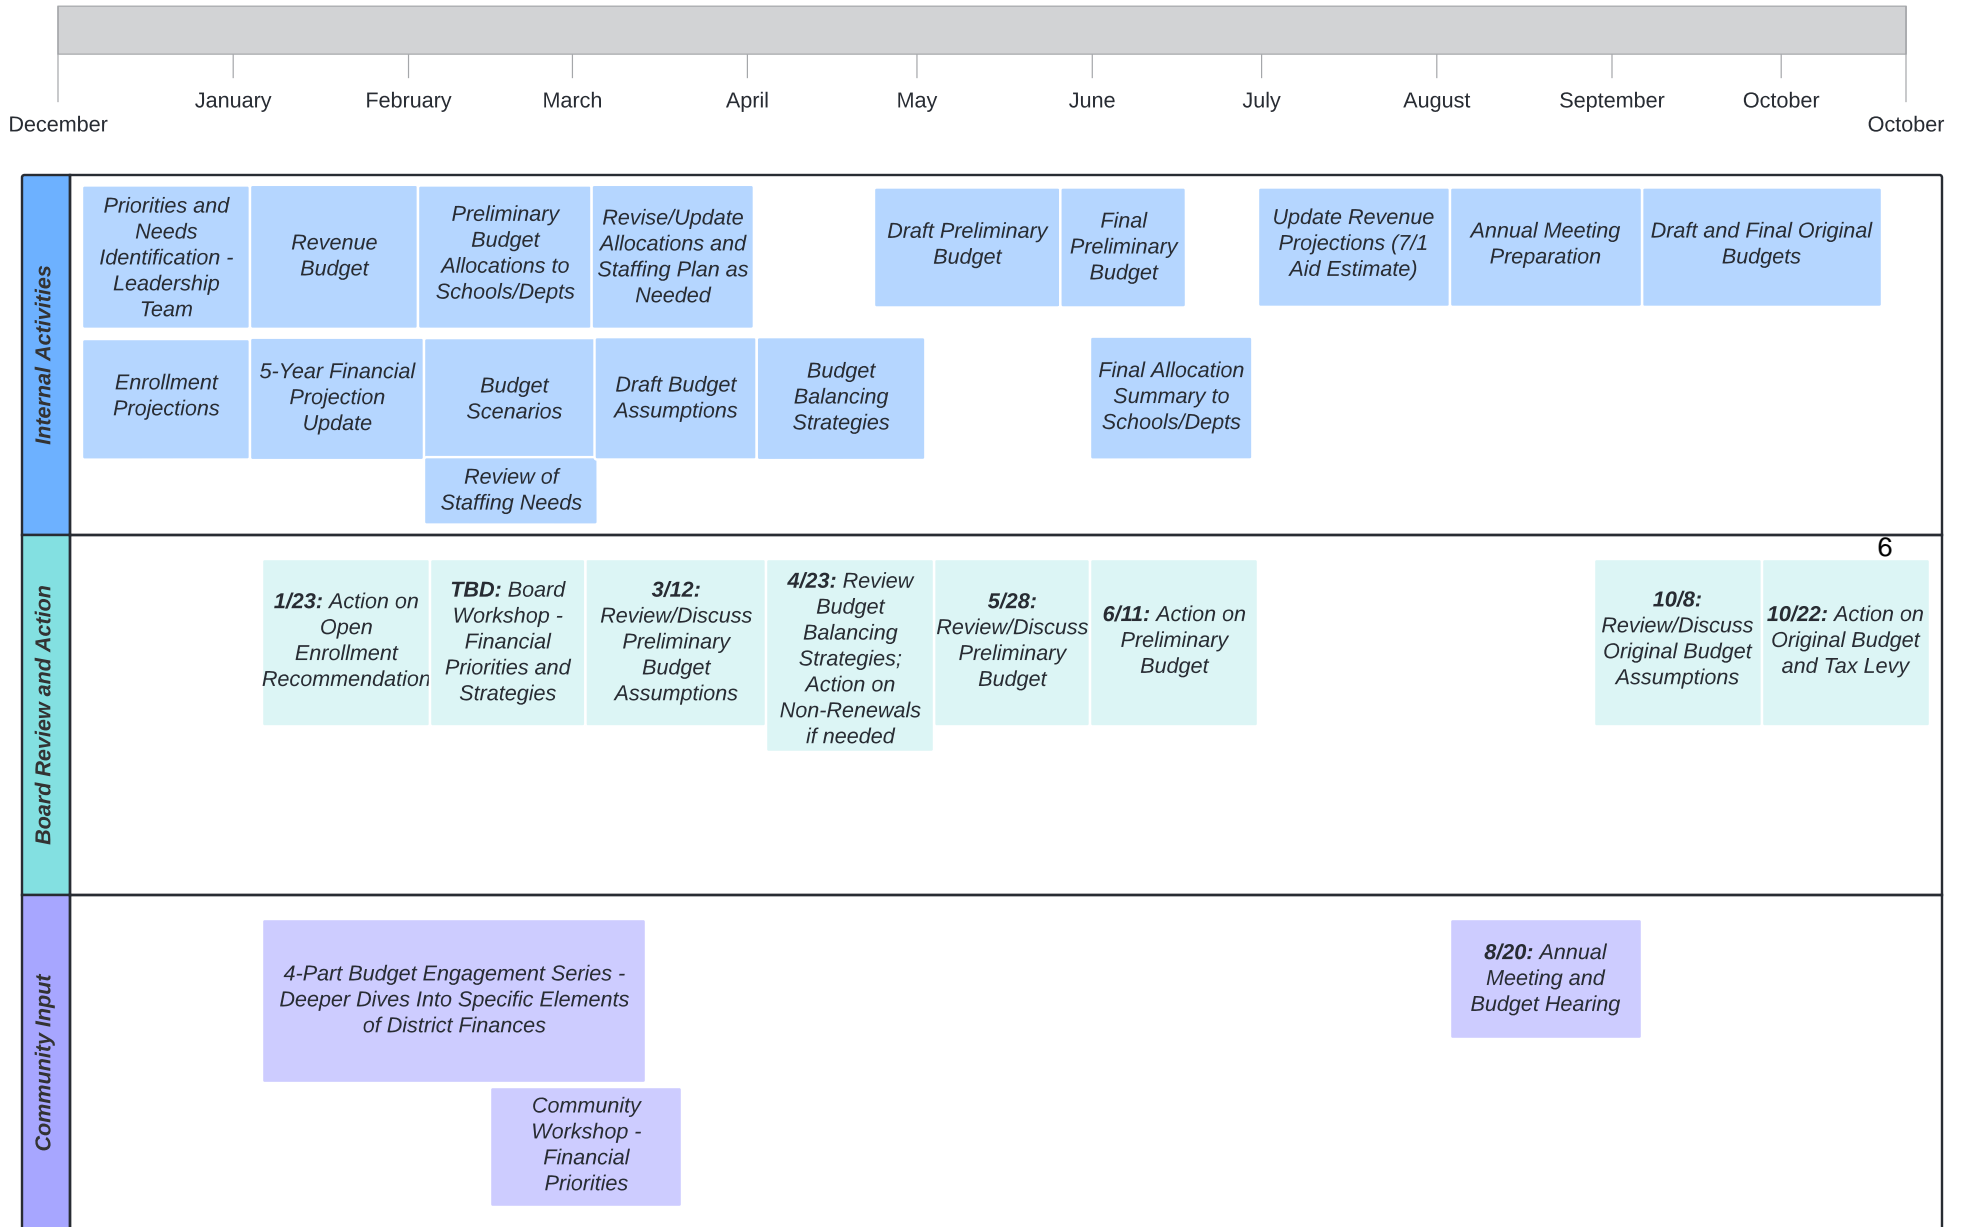 January
February
March
April
May
June
July
August
September
October
December
October
Internal Activities
Priorities and
Needs
Identification -
Leadership
Team
Revenue
Budget
Preliminary
Budget
Allocations to
Schools/Depts
Revise/Update
Allocations and
Staffing Plan as
Needed
Draft Preliminary
Budget
Final
Preliminary
Budget
Update Revenue
Projections (7/1
Aid Estimate)
Annual Meeting
Preparation
Draft and Final Original
Budgets
Enrollment
Projections
5-Year Financial
Projection
Update
Budget
Scenarios
Draft Budget
Assumptions
Budget
Balancing
Strategies
Final Allocation
Summary to
Schools/Depts
Review of
Staffing Needs
6
Board Review and Action
1/23: Action on
Open
Enrollment
Recommendation
TBD: Board
Workshop -
Financial
Priorities and
Strategies
3/12:
Review/Discuss
Preliminary
Budget
Assumptions
4/23: Review
Budget
Balancing
Strategies;
Action on
Non-Renewals
if needed
5/28:
Review/Discuss
Preliminary
Budget
6/11: Action on
Preliminary
Budget
10/8:
Review/Discuss
Original Budget
Assumptions
10/22: Action on
Original Budget
and Tax Levy
Community Input
4-Part Budget Engagement Series -
Deeper Dives Into Specific Elements
of District Finances
8/20: Annual
Meeting and
Budget Hearing
Community
Workshop -
Financial
Priorities